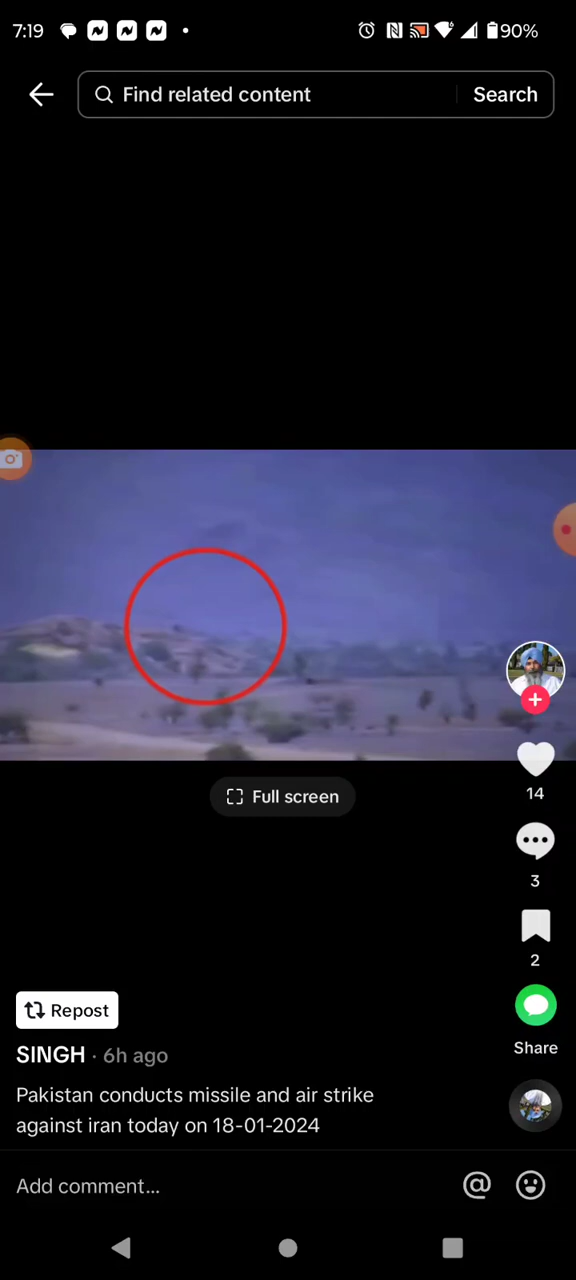 7:19
90%
Find related content
Search
Full screen
14
3
2
Share
Repost
SINGH · 6h ago
Pakistan conducts missile and air strike
against iran today on 18-01-2024
Add comment...